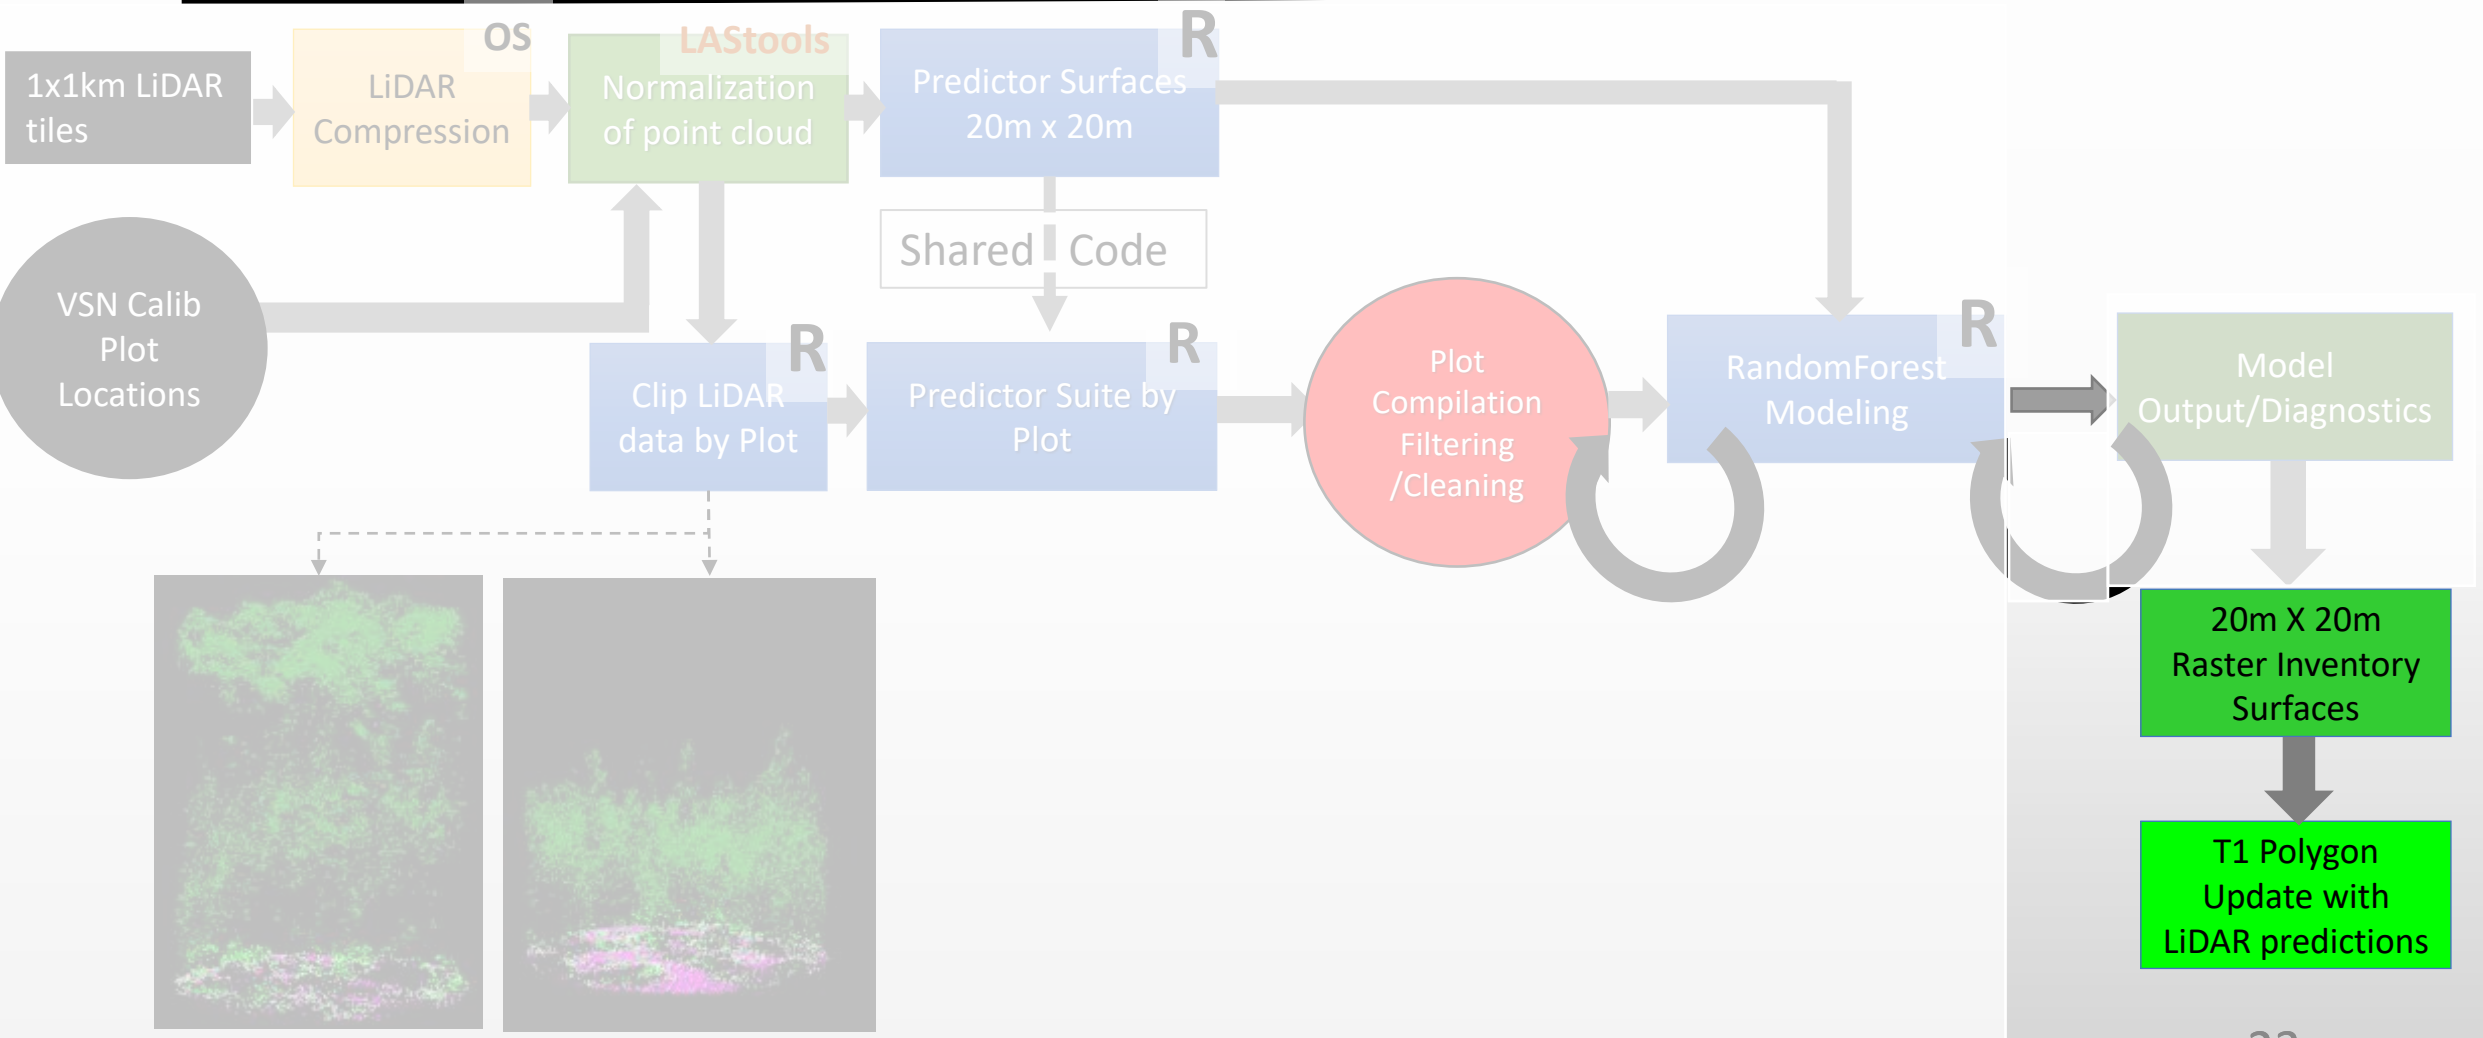 OS
LAStools
R
1x1km LiDAR
tiles
LiDAR
Compression
Normalization
of point cloud
Predictor Surfaces
20m x 20m
Shared Code
VSN Calib
Plot
Locations
R
Clip LiDAR
data by Plot
R
Predictor Suite by
Plot
Plot
Compilation
Filtering
/Cleaning
R
RandomForest
Modeling
Model
Output/Diagnostics
20m X 20m
Raster Inventory
Surfaces
T1 Polygon
Update with
LiDAR predictions